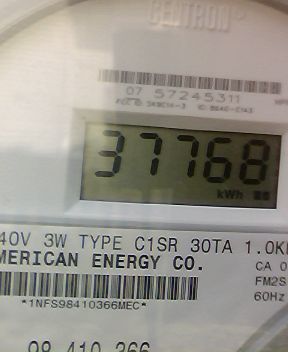 CENTRON
07 57245311
37768
kWh
40V 3W TYPE C1SR 30TA 1.0K
MERICAN ENERGY CO.
CA 0
FM2S
60Hz
*1NFS98410366MEC*
98 410 366